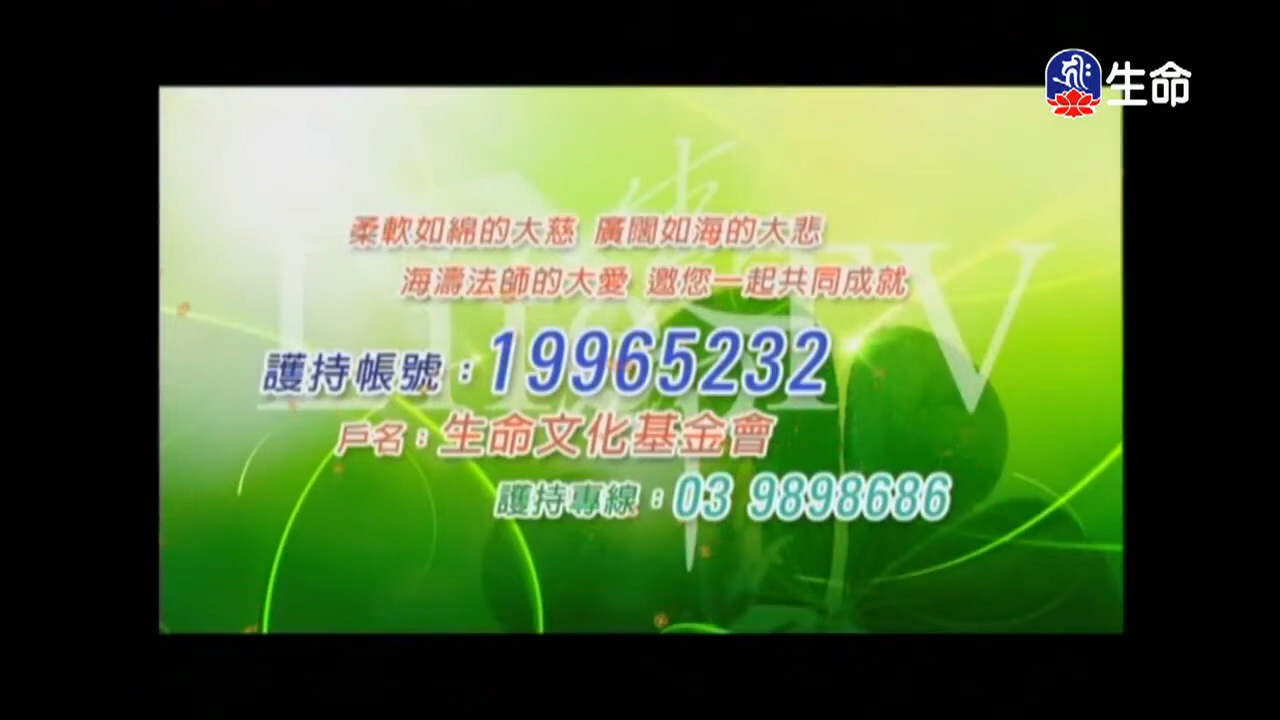 生命
柔軟如綿的大慈 廣闊如海的大悲
海濤法師的大愛 邀您一起共同成就
護持帳號：19965232
戶名：生命文化基金會
護持專線：03 9898686